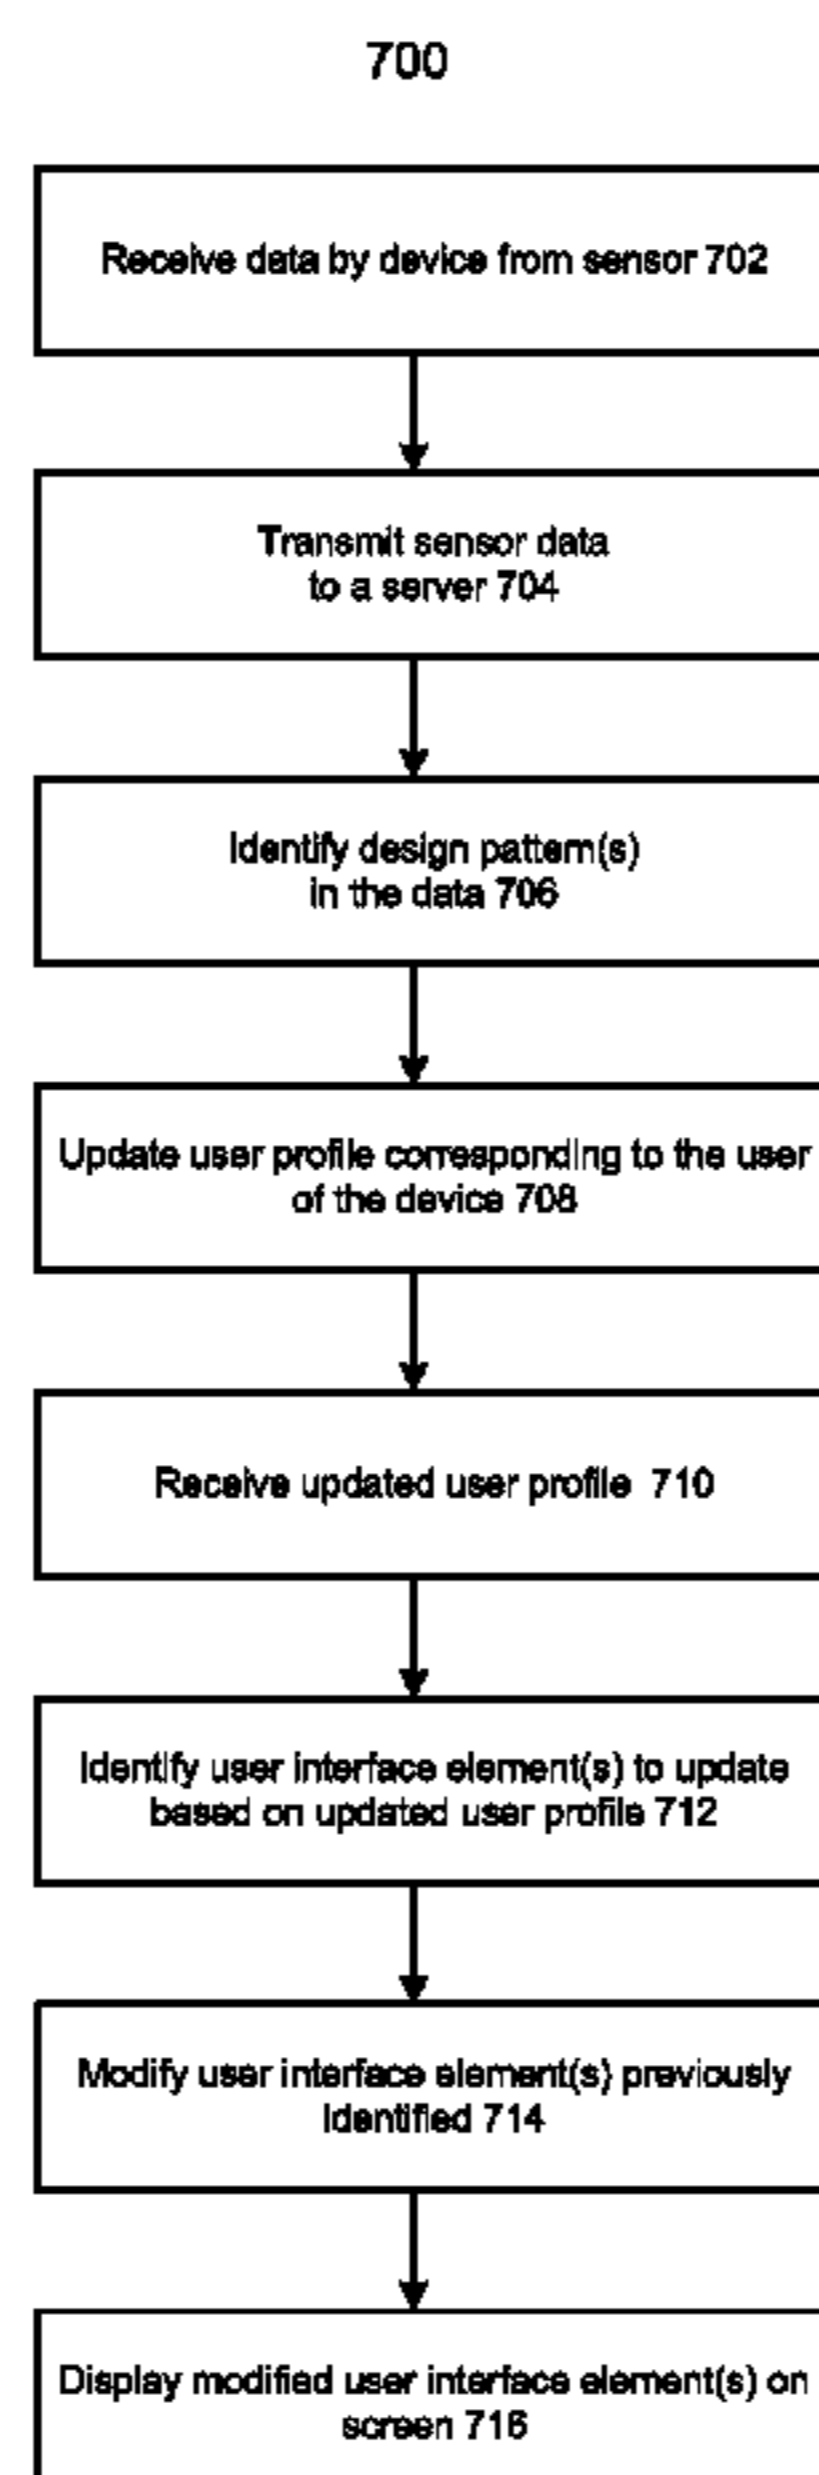 700
Receive data by device from sensor 702
Transmit sensor data
to a server 704
Identify design pattern(s)
in the data 706
Update user profile corresponding to the user
of the device 708
Receive updated user profile 710
Identify user interface element(s) to update
based on updated user profile 712
Modify user interface element(s) previously
identified 714
Display modified user interface element(s) on
screen 716